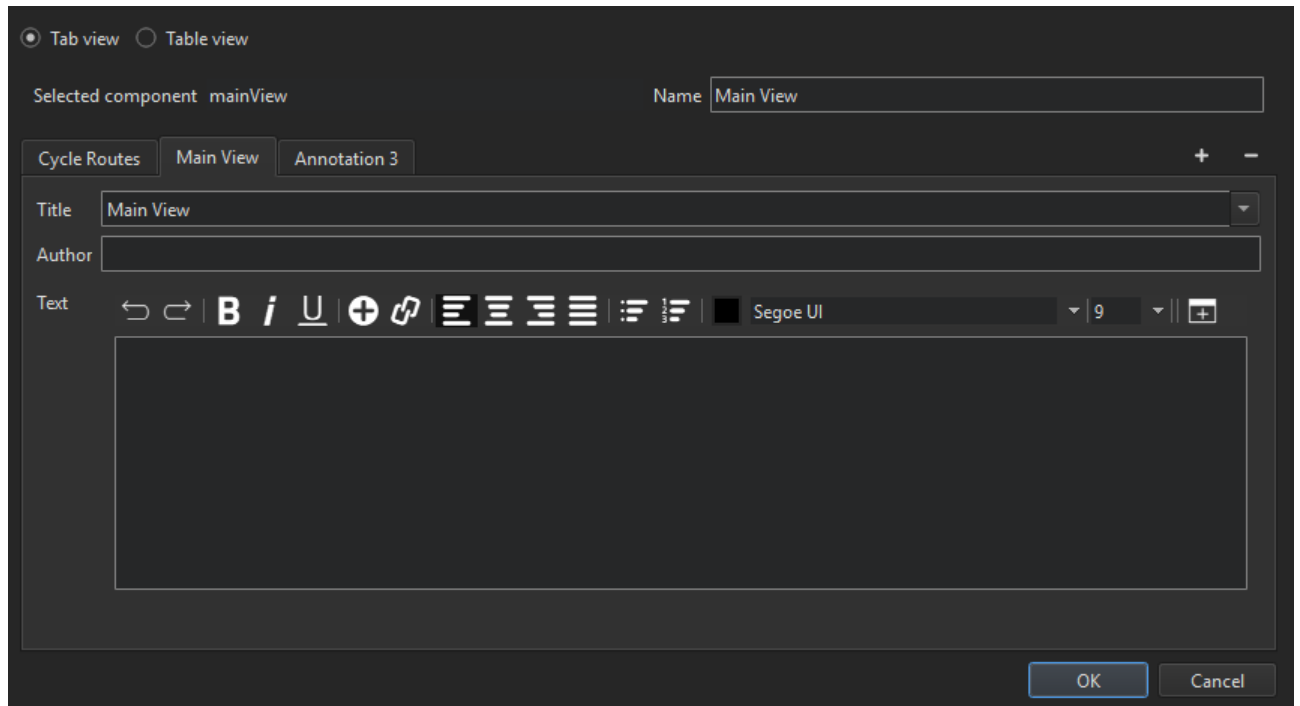 Tab view Table view
Selected component mainView Name Main View
Cycle Routes Main View Annotation 3 + −
Title Main View
Author
Text B i U Segoe UI 9
OK Cancel